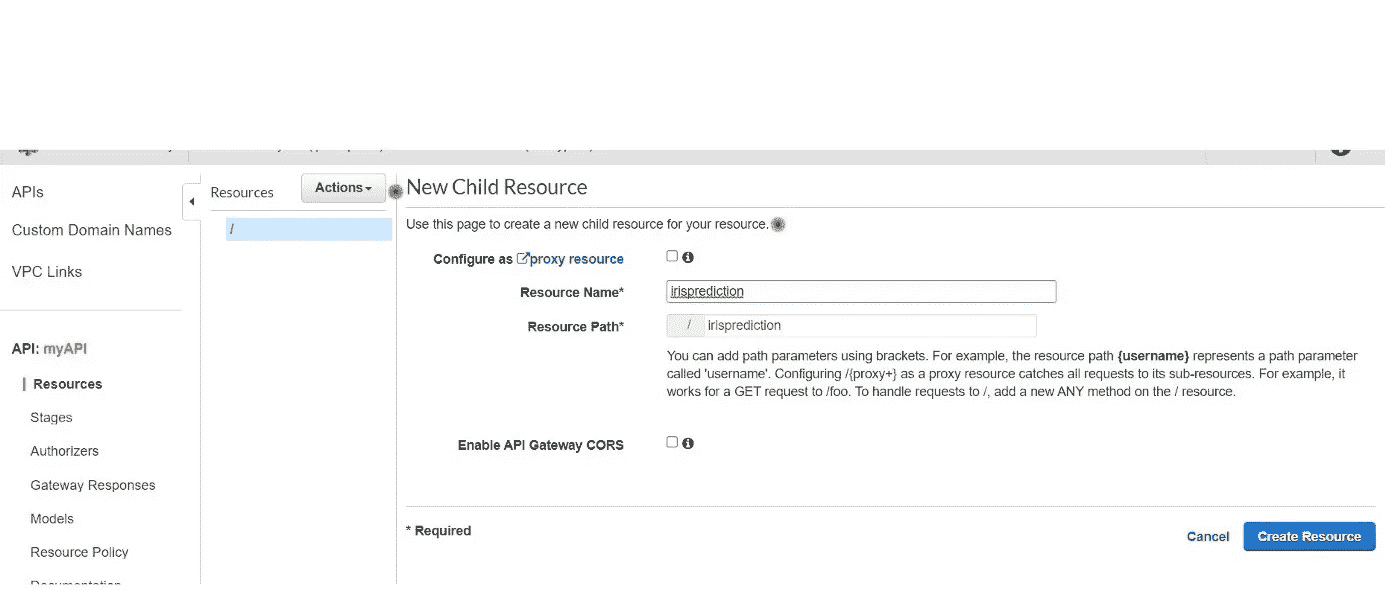 APIs
Custom Domain Names
VPC Links
API: myAPI
Resources
Stages
Authorizers
Gateway Responses
Models
Resource Policy
Documentation
Resources
Actions
/
New Child Resource
Use this page to create a new child resource for your resource.
Configure as proxy resource
Resource Name*
irisprediction
Resource Path*
/ irisprediction
You can add path parameters using brackets. For example, the resource path {username} represents a path parameter
called 'username'. Configuring /{proxy+} as a proxy resource catches all requests to its sub-resources. For example, it
works for a GET request to /foo. To handle requests to /, add a new ANY method on the / resource.
Enable API Gateway CORS
* Required
Cancel
Create Resource